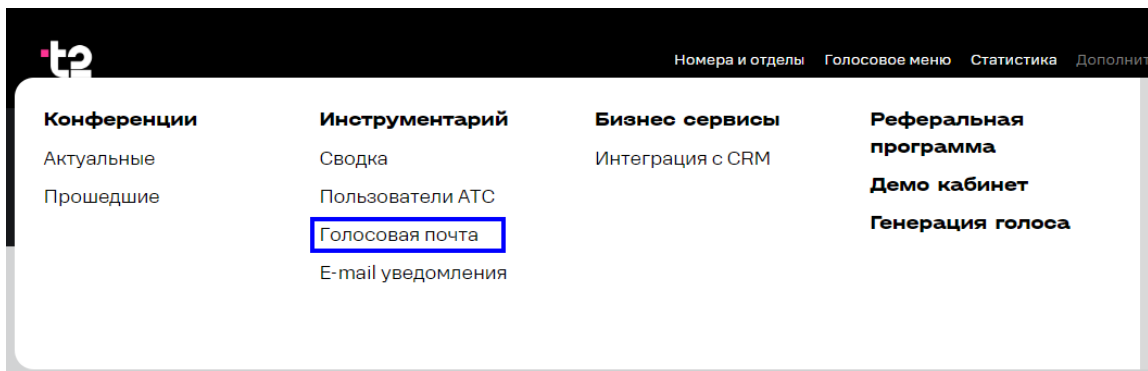 t2
Номера и отделы Голосовое меню Статистика Дополнит
Конференции
Актуальные
Прошедшие
Инструментарий
Сводка
Пользователи АТС
Голосовая почта
E-mail уведомления
Бизнес сервисы
Интеграция с CRM
Реферальная
программа
Демо кабинет
Генерация голоса